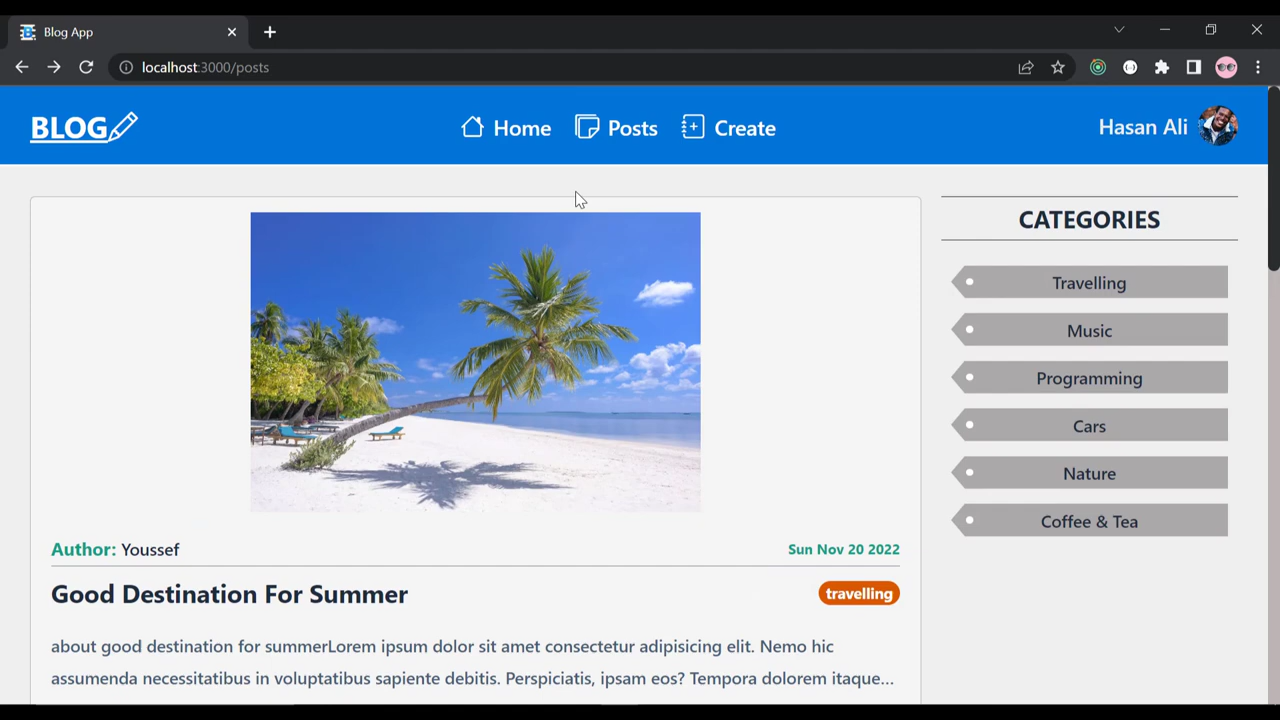 Blog App
localhost:3000/posts
BLOG
Home Posts Create
Hasan Ali
CATEGORIES
Travelling
Music
Programming
Cars
Nature
Coffee & Tea
Author: Youssef
Sun Nov 20 2022
Good Destination For Summer
travelling
about good destination for summerLorem ipsum dolor sit amet consectetur adipisicing elit. Nemo hic
assumenda necessitatibus in voluptatibus sapiente debitis. Perspiciatis, ipsam eos? Tempora dolorem itaque...